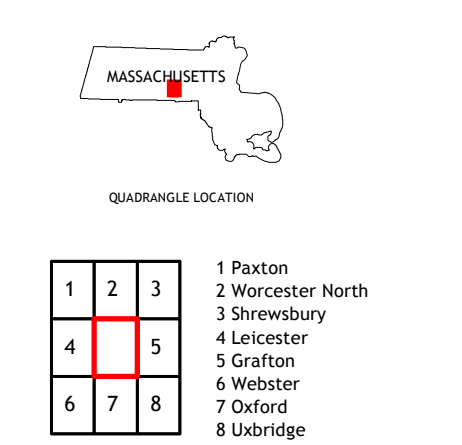 MASSACHUSETTS
QUADRANGLE LOCATION
1 2 3
4 5
6 7 8
1 Paxton
2 Worcester North
3 Shrewsbury
4 Leicester
5 Grafton
6 Webster
7 Oxford
8 Uxbridge